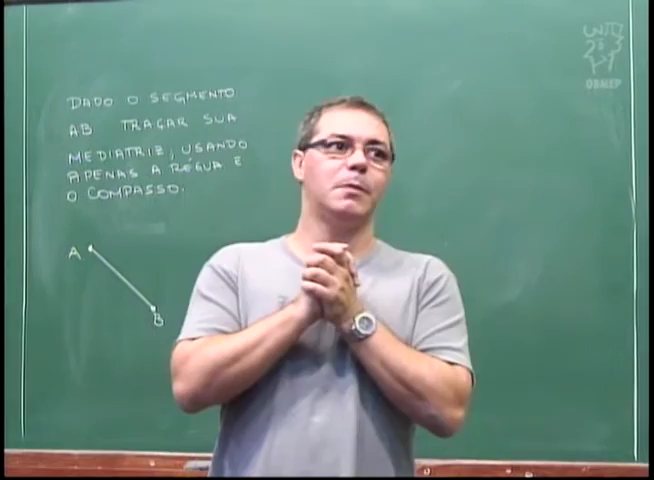 DADO O SEGMENTO
AB TRAÇAR SUA
MEDIATRIZ, USANDO
APENAS A RÉGUA E
O COMPASSO.
A
B
OBMEP